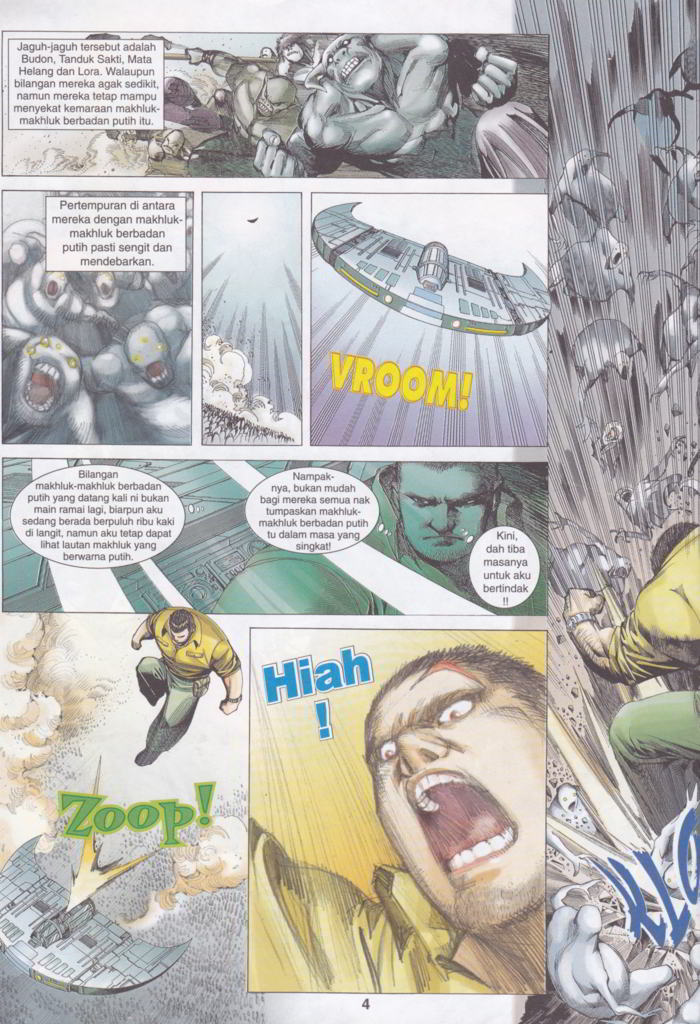 Jaguh-jaguh tersebut adalah
Budon, Tanduk Sakti, Mata
Helang dan Lora. Walaupun
bilangan mereka agak sedikit,
namun mereka tetap mampu
menyekat kemaraan makhluk-
makhluk berbadan putih itu.
Pertempuran di antara
mereka dengan makhluk-
makhluk berbadan
putih pasti sengit dan
mendebarkan.
VROOM!
Bilangan
makhluk-makhluk berbadan
putih yang datang kali ni bukan
main ramai lagi, biarpun aku
sedang berada berpuluh ribu kaki
di langit, namun aku tetap dapat
lihat lautan makhluk yang
berwarna putih.
Nampak-
nya, bukan mudah
bagi mereka semua nak
tumpaskan makhluk-
makhluk berbadan putih
tu dalam masa yang
singkat!
Kini,
dah tiba
masanya
untuk aku
bertindak
!!
Zoop!
Hiah
!
4